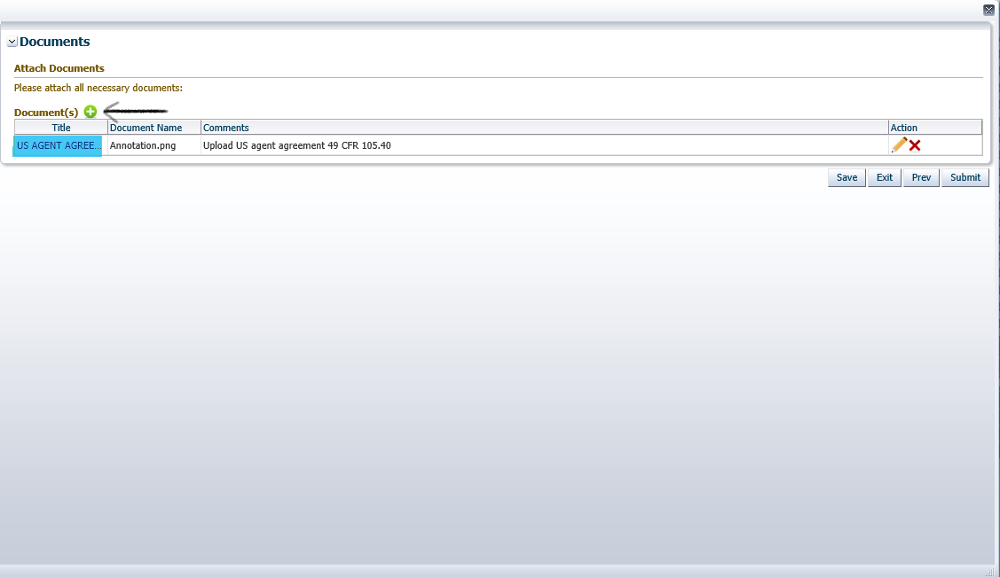 Documents
Attach Documents
Please attach all necessary documents:
Document(s)
Title Document Name Comments Action
US AGENT AGREE... Annotation.png Upload US agent agreement 49 CFR 105.40
Save Exit Prev Submit